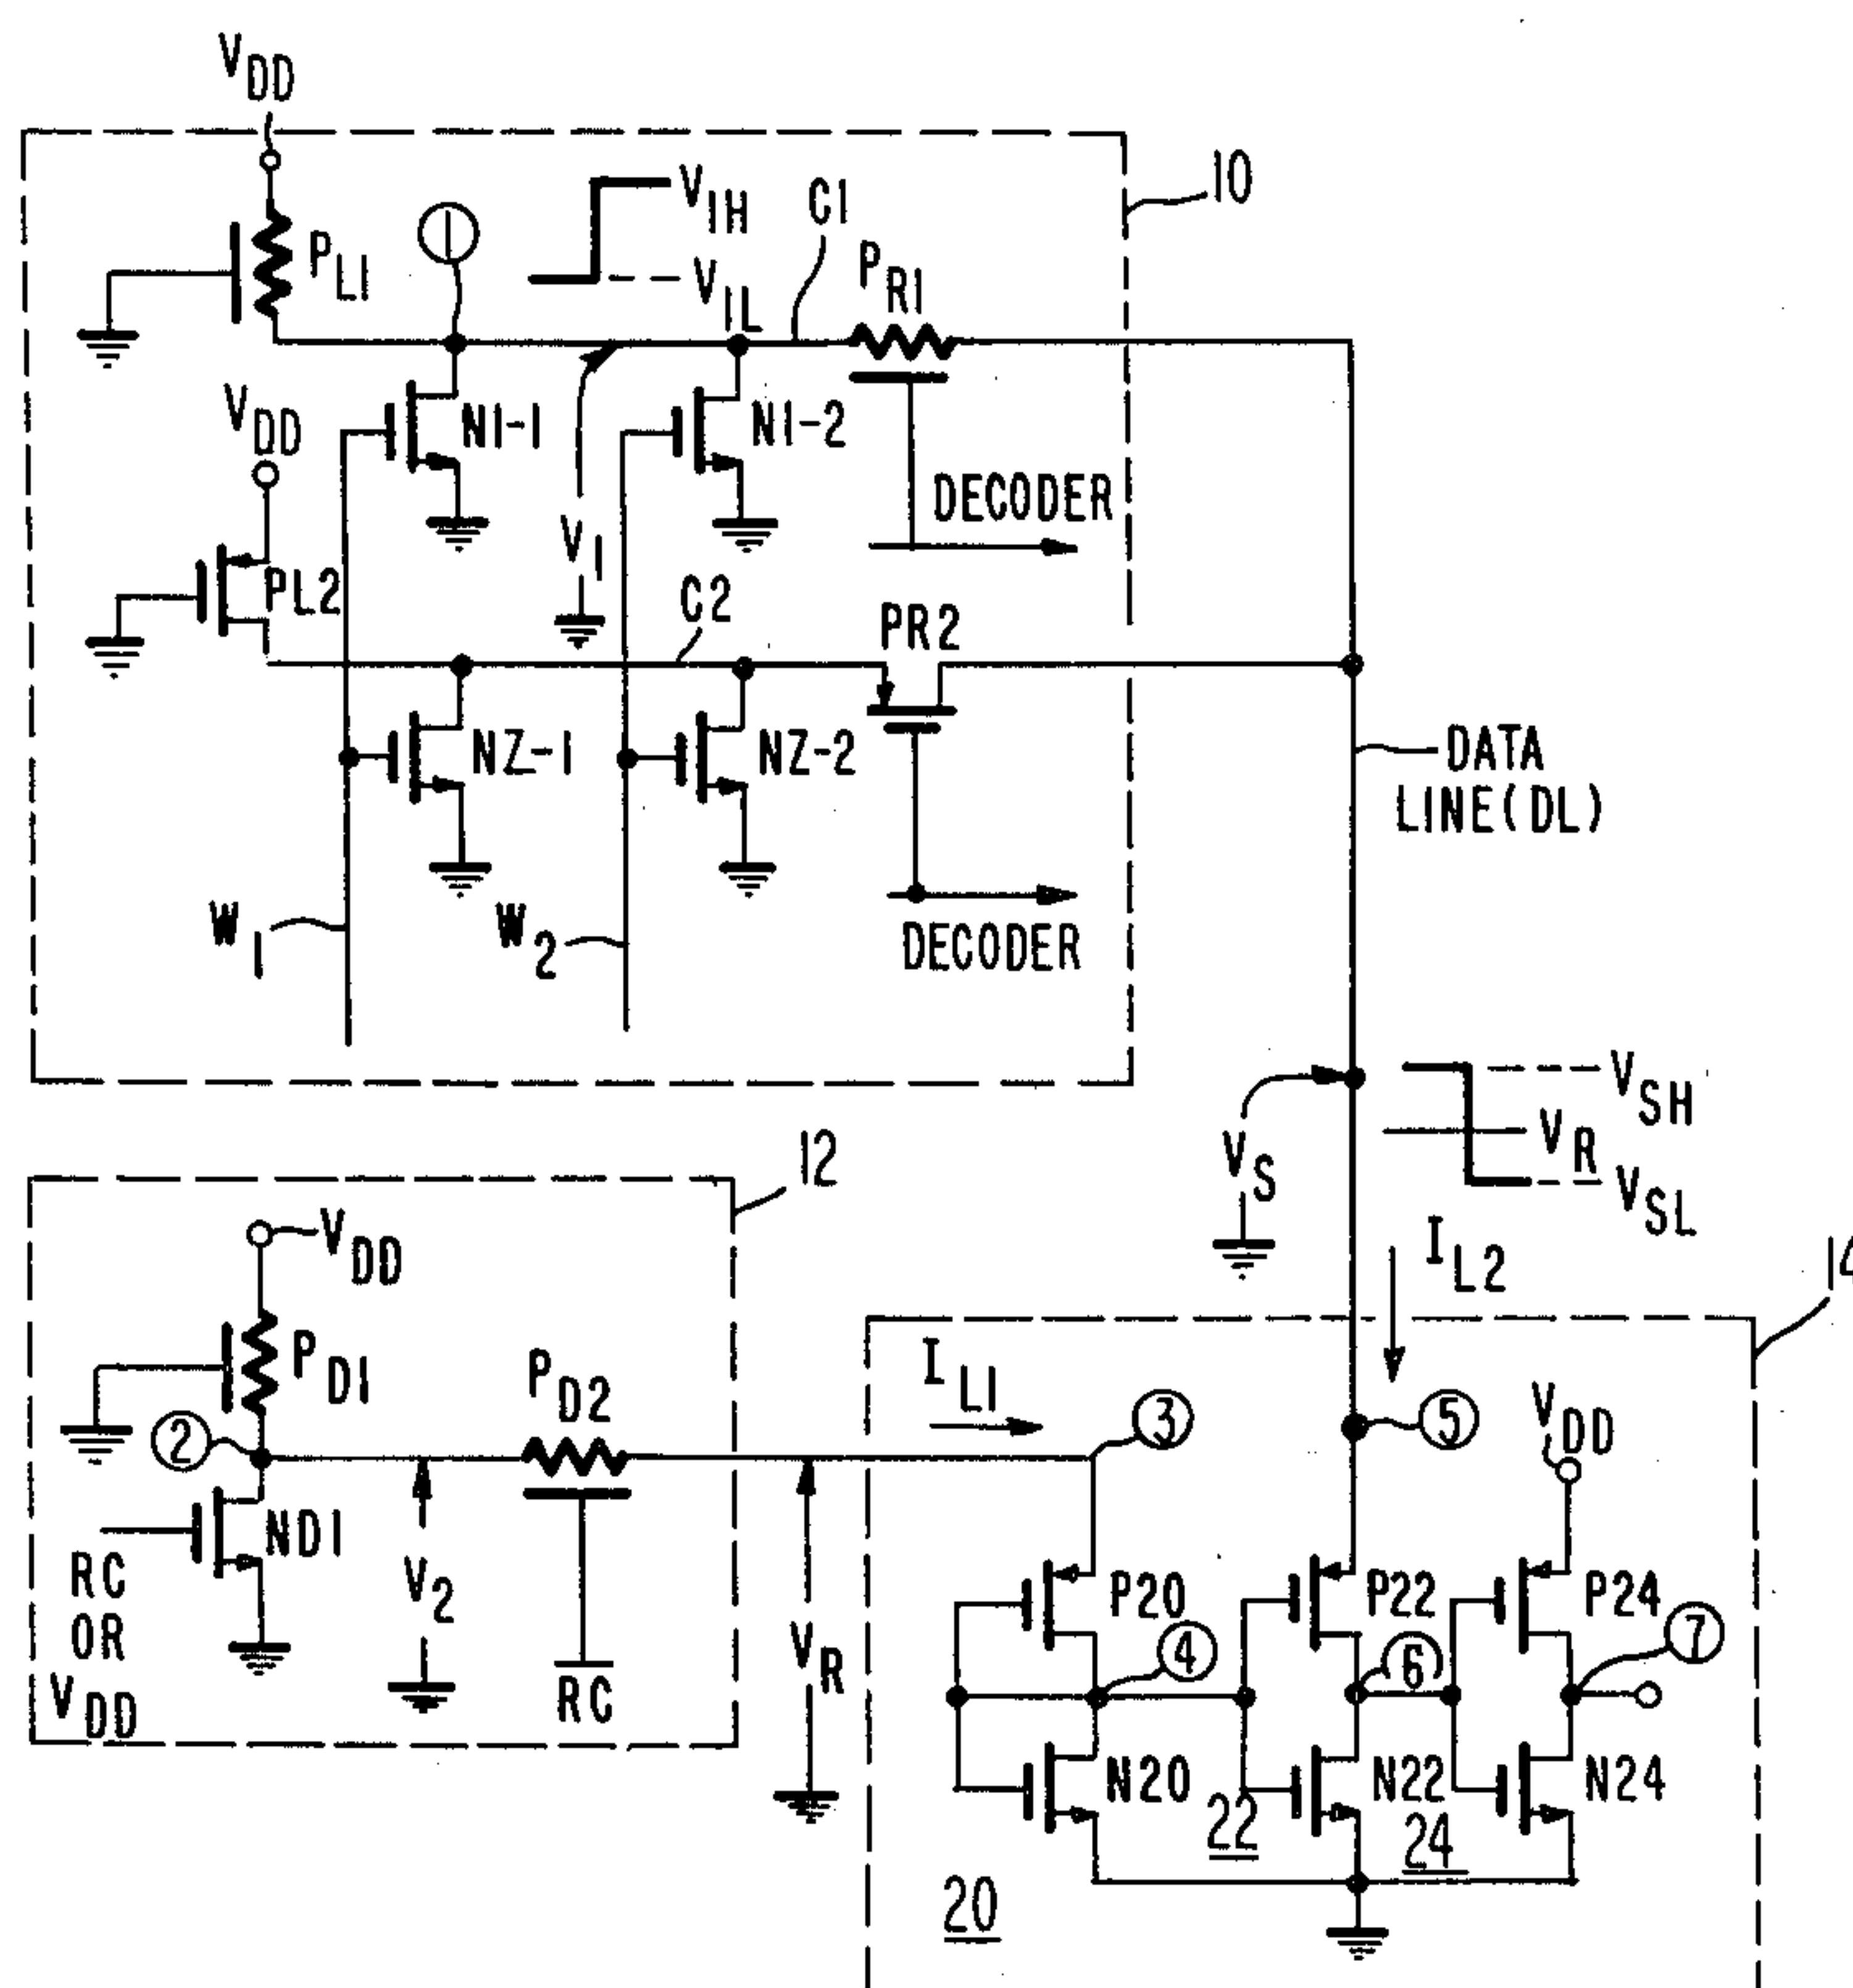 VDD
10
VIH
C1
1
PL1
VIL
PR1
VDD
N1-1
N1-2
DECODER
V1
PL2
C2
PR2
NZ-1
NZ-2
DATA
LINE(DL)
W1
W2
DECODER
VSH
VR
VS
VSL
12
VDD
IL2
14
PD1
PD2
IL1
3
5
VDD
2
ND1
RC
OR
VDD
V2
RC
VR
P20
P22
P24
4
6
7
N20
N22
N24
22
24
20